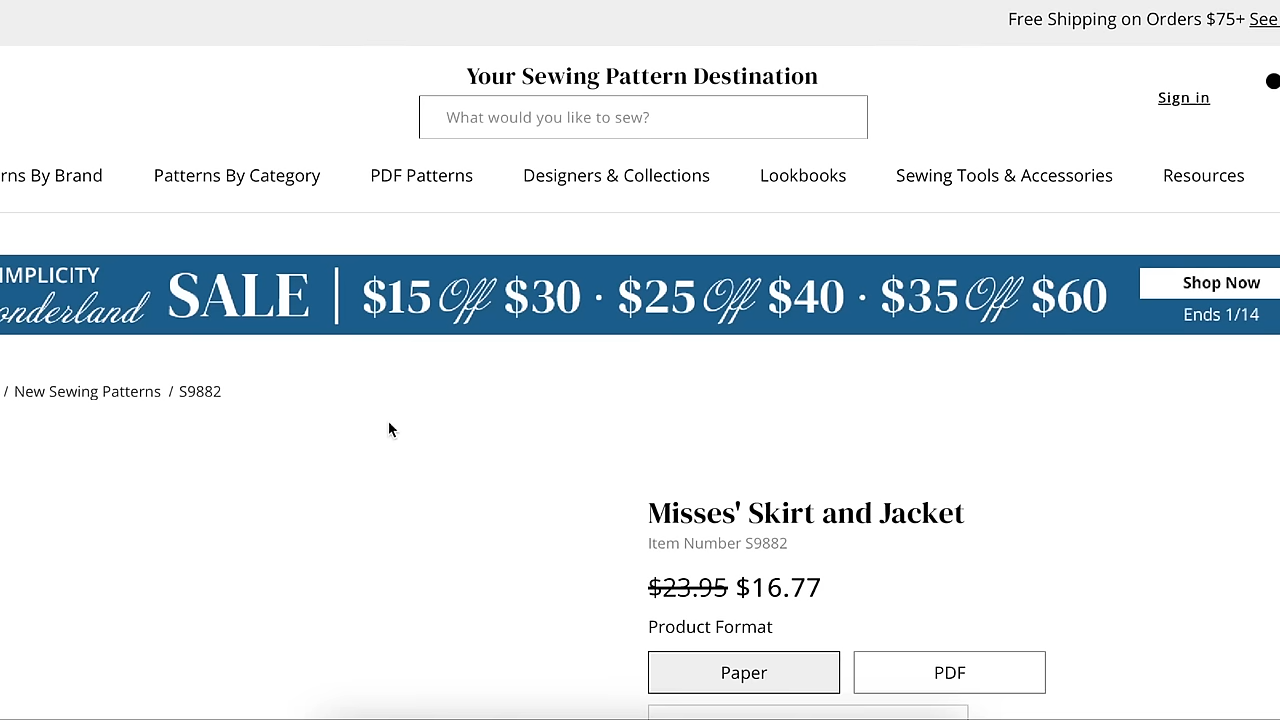 Free Shipping on Orders $75+ See
Your Sewing Pattern Destination
What would you like to sew?
Sign in
rns By Brand Patterns By Category PDF Patterns Designers & Collections Lookbooks Sewing Tools & Accessories Resources
IMPLICITY
onderland
SALE | $15 Off $30 · $25 Off $40 · $35 Off $60
Shop Now
Ends 1/14
/ New Sewing Patterns / S9882
Misses' Skirt and Jacket
Item Number S9882
$23.95 $16.77
Product Format
Paper PDF